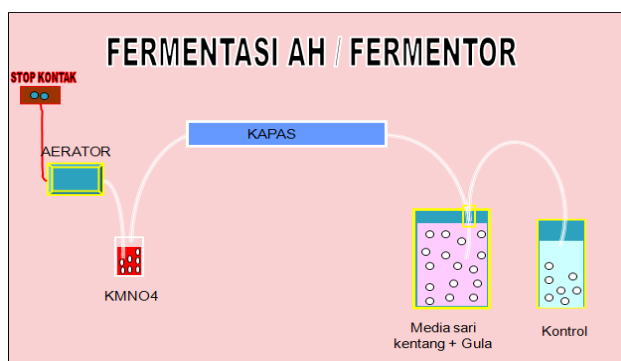 FERMENTASI AH / FERMENTOR
STOP KONTAK
AERATOR
KAPAS
KMNO4
Media sari
kentang + Gula
Kontrol